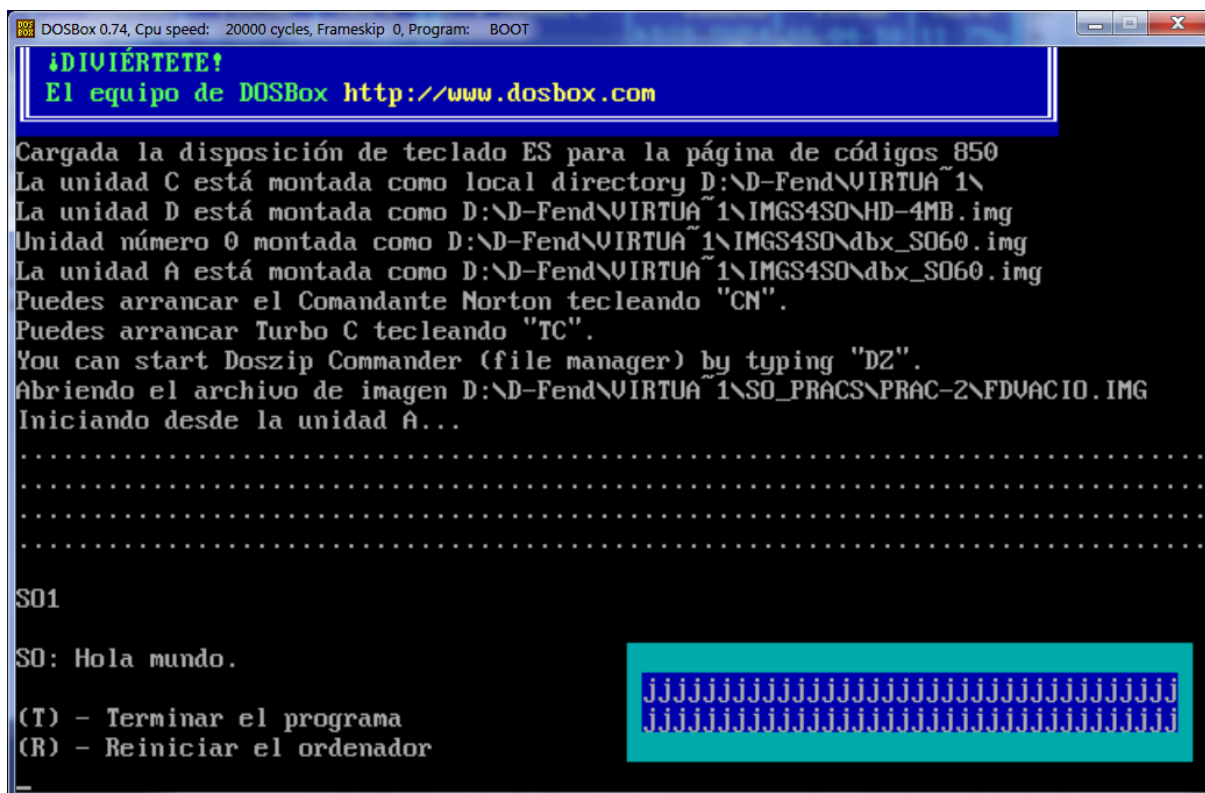 DOSBox 0.74, Cpu speed: 20000 cycles, Frameskip 0, Program: BOOT
¡DIVIÉRTETE!
El equipo de DOSBox http://www.dosbox.com
Cargada la disposición de teclado ES para la página de códigos 850
La unidad C está montada como local directory D:\D-Fend\VIRTUA~1\
La unidad D está montada como D:\D-Fend\VIRTUA~1\IMGS4SO\HD-4MB.img
Unidad número 0 montada como D:\D-Fend\VIRTUA~1\IMGS4SO\dbx_SO60.img
La unidad A está montada como D:\D-Fend\VIRTUA~1\IMGS4SO\dbx_SO60.img
Puedes arrancar el Comandante Norton tecleando "CN".
Puedes arrancar Turbo C tecleando "TC".
You can start Doszip Commander (file manager) by typing "DZ".
Abriendo el archivo de imagen D:\D-Fend\VIRTUA~1\SO_PRACS\PRAC-2\FDVACIO.IMG
Iniciando desde la unidad A...
................................................................................
................................................................................
................................................................................
................................................................................
SO1
SO: Hola mundo.
(T) - Terminar el programa
(R) - Reiniciar el ordenador
_
jjjjjjjjjjjjjjjjjjjjjjjjjjjjjjjjjjjj
jjjjjjjjjjjjjjjjjjjjjjjjjjjjjjjjjjjj